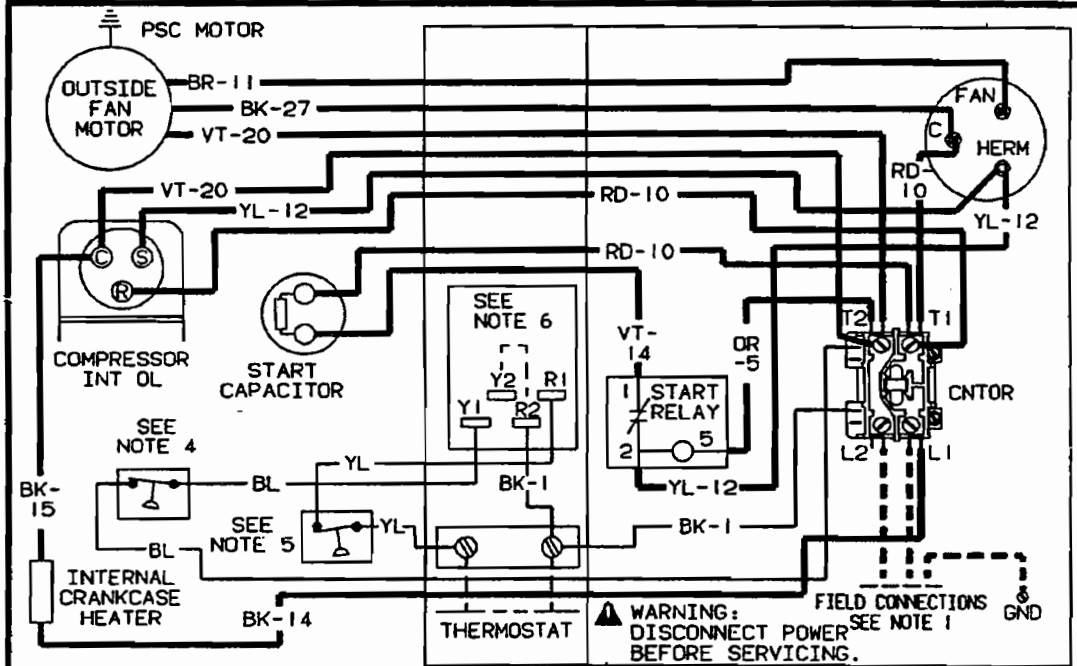 PSC MOTOR
OUTSIDE
FAN
MOTOR
BR-11
BK-27
VT-20
FAN
C
HERM
RD-
10
VT-20
YL-12
RD-10
YL-12
C
S
R
RD-10
BK-
15
COMPRESSOR
INT OL
START
CAPACITOR
SEE
NOTE 6
Y2
R1
Y1
R2
VT-
14
OR
-5
T2
T1
1
START
RELAY
2
5
CNTOR
L2
L1
SEE
NOTE 4
YL
BL
BK-1
YL-12
SEE
NOTE 5
YL
BK-1
BL
INTERNAL
CRANKCASE
HEATER
BK-14
THERMOSTAT
WARNING:
DISCONNECT POWER
BEFORE SERVICING.
FIELD CONNECTIONS
SEE NOTE 1
GND